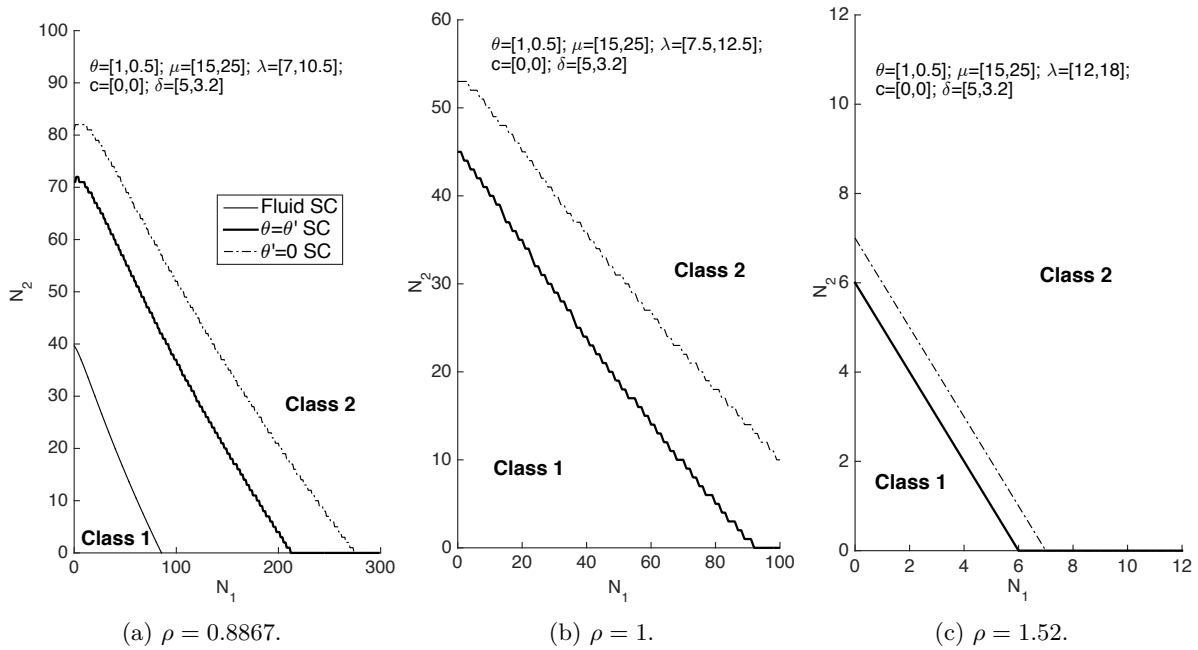 θ=[1,0.5]; μ=[15,25]; λ=[7,10.5];
c=[0,0]; δ=[5,3.2]
100
90
80
70
60
50
40
30
20
10
0
N2
Fluid SC
θ=θ' SC
θ'=0 SC
Class 2
Class 1
0
100
200
300
N1
(a) ρ = 0.8867.
θ=[1,0.5]; μ=[15,25]; λ=[7.5,12.5];
c=[0,0]; δ=[5,3.2]
60
50
40
30
20
10
0
N2
Class 2
Class 1
0
20
40
60
80
100
N1
(b) ρ = 1.
θ=[1,0.5]; μ=[15,25]; λ=[12,18];
c=[0,0]; δ=[5,3.2]
12
10
8
6
4
2
0
N2
Class 2
Class 1
0
2
4
6
8
10
12
N1
(c) ρ = 1.52.